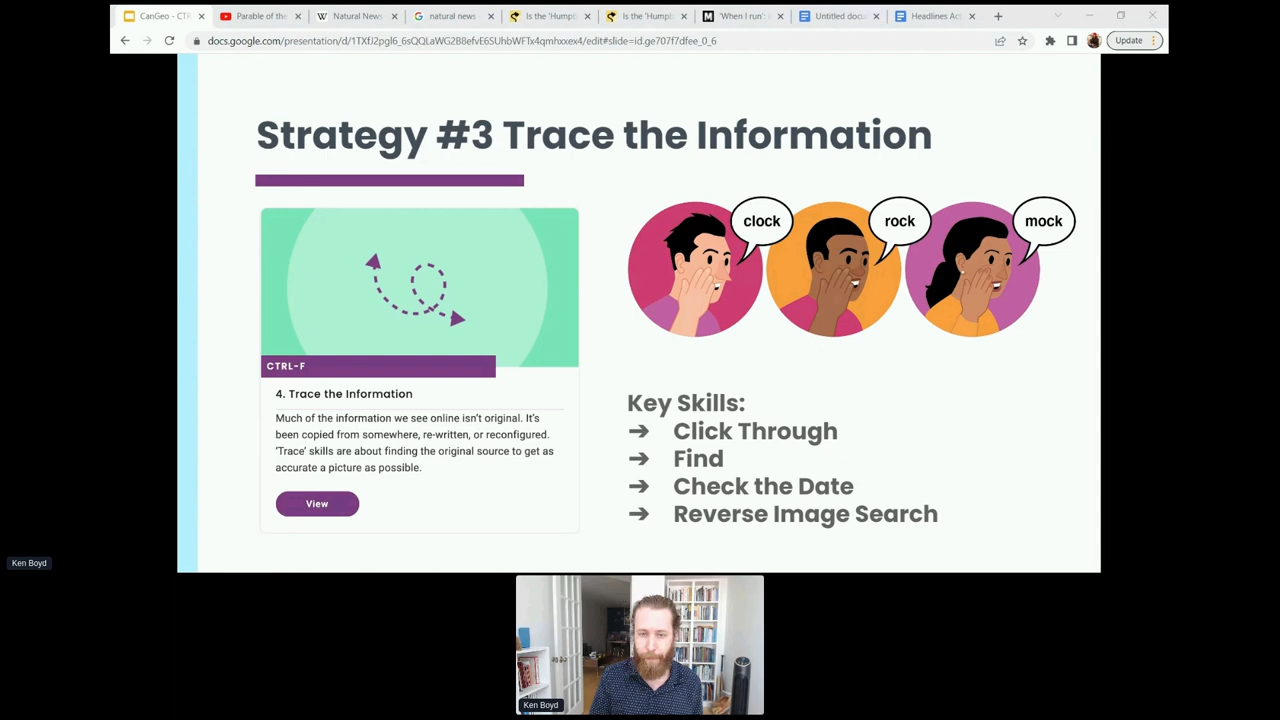 CanGeo - CTR
Parable of the
Natural News
natural news
Is the 'Humpb
Is the 'Humpb
'When I run':
Untitled docu
Headlines Act
docs.google.com/presentation/d/1TXfJ2pgl6_6sQQLaWG2B8efvE6SUhbWFTx4qmhxxex4/edit#slide=id.ge707f7dfee_0_6
Update
Strategy #3 Trace the Information
clock
rock
mock
CTRL-F
4. Trace the Information
Much of the information we see online isn't original. It's
been copied from somewhere, re-written, or reconfigured.
'Trace' skills are about finding the original source to get as
accurate a picture as possible.
View
Key Skills:
➔ Click Through
➔ Find
➔ Check the Date
➔ Reverse Image Search
Ken Boyd
Ken Boyd